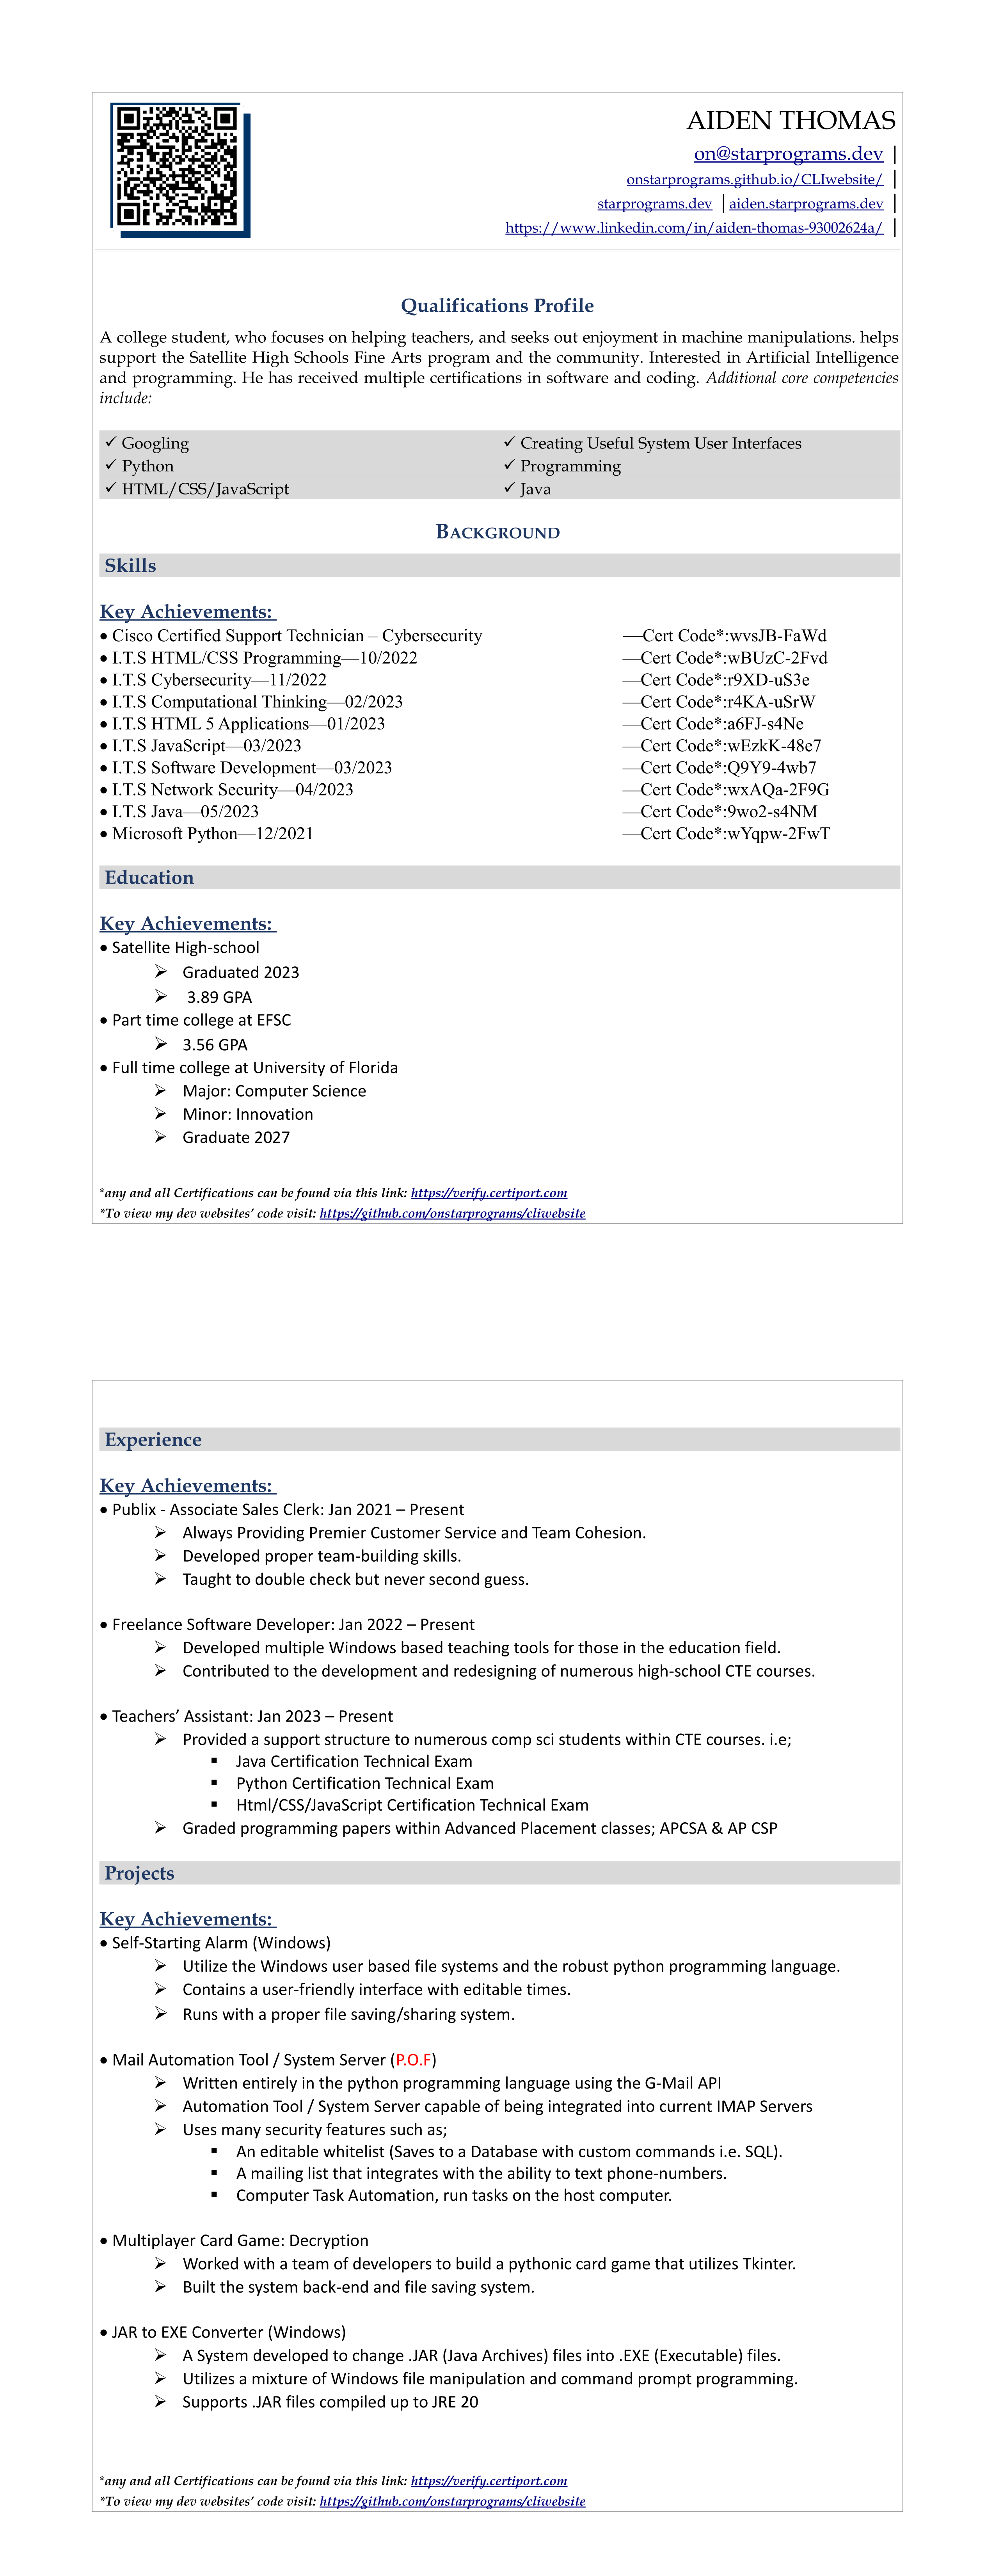 AIDEN THOMAS
on@starprograms.dev |
onstarprograms.github.io/CLIwebsite/ |
starprograms.dev | aiden.starprograms.dev |
https://www.linkedin.com/in/aiden-thomas-93002624a/ |
Qualifications Profile
A college student, who focuses on helping teachers, and seeks out enjoyment in machine manipulations. helps
support the Satellite High Schools Fine Arts program and the community. Interested in Artificial Intelligence
and programming. He has received multiple certifications in software and coding. Additional core competencies
include:
✓ Googling ✓ Creating Useful System User Interfaces
✓ Python ✓ Programming
✓ HTML/CSS/JavaScript ✓ Java
BACKGROUND
Skills
Key Achievements:
• Cisco Certified Support Technician – Cybersecurity —Cert Code*:wvsJB-FaWd
• I.T.S HTML/CSS Programming—10/2022 —Cert Code*:wBUzC-2Fvd
• I.T.S Cybersecurity—11/2022 —Cert Code*:r9XD-uS3e
• I.T.S Computational Thinking—02/2023 —Cert Code*:r4KA-uSrW
• I.T.S HTML 5 Applications—01/2023 —Cert Code*:a6FJ-s4Ne
• I.T.S JavaScript—03/2023 —Cert Code*:wEzkK-48e7
• I.T.S Software Development—03/2023 —Cert Code*:Q9Y9-4wb7
• I.T.S Network Security—04/2023 —Cert Code*:wxAQa-2F9G
• I.T.S Java—05/2023 —Cert Code*:9wo2-s4NM
• Microsoft Python—12/2021 —Cert Code*:wYqpw-2FwT
Education
Key Achievements:
• Satellite High-school
➢ Graduated 2023
➢ 3.89 GPA
• Part time college at EFSC
➢ 3.56 GPA
• Full time college at University of Florida
➢ Major: Computer Science
➢ Minor: Innovation
➢ Graduate 2027
*any and all Certifications can be found via this link: https://verify.certiport.com
*To view my dev websites’ code visit: https://github.com/onstarprograms/cliwebsite
Experience
Key Achievements:
• Publix - Associate Sales Clerk: Jan 2021 – Present
➢ Always Providing Premier Customer Service and Team Cohesion.
➢ Developed proper team-building skills.
➢ Taught to double check but never second guess.
• Freelance Software Developer: Jan 2022 – Present
➢ Developed multiple Windows based teaching tools for those in the education field.
➢ Contributed to the development and redesigning of numerous high-school CTE courses.
• Teachers’ Assistant: Jan 2023 – Present
➢ Provided a support structure to numerous comp sci students within CTE courses. i.e;
▪ Java Certification Technical Exam
▪ Python Certification Technical Exam
▪ Html/CSS/JavaScript Certification Technical Exam
➢ Graded programming papers within Advanced Placement classes; APCSA & AP CSP
Projects
Key Achievements:
• Self-Starting Alarm (Windows)
➢ Utilize the Windows user based file systems and the robust python programming language.
➢ Contains a user-friendly interface with editable times.
➢ Runs with a proper file saving/sharing system.
• Mail Automation Tool / System Server (P.O.F)
➢ Written entirely in the python programming language using the G-Mail API
➢ Automation Tool / System Server capable of being integrated into current IMAP Servers
➢ Uses many security features such as;
▪ An editable whitelist (Saves to a Database with custom commands i.e. SQL).
▪ A mailing list that integrates with the ability to text phone-numbers.
▪ Computer Task Automation, run tasks on the host computer.
• Multiplayer Card Game: Decryption
➢ Worked with a team of developers to build a pythonic card game that utilizes Tkinter.
➢ Built the system back-end and file saving system.
• JAR to EXE Converter (Windows)
➢ A System developed to change .JAR (Java Archives) files into .EXE (Executable) files.
➢ Utilizes a mixture of Windows file manipulation and command prompt programming.
➢ Supports .JAR files compiled up to JRE 20
*any and all Certifications can be found via this link: https://verify.certiport.com
*To view my dev websites’ code visit: https://github.com/onstarprograms/cliwebsite